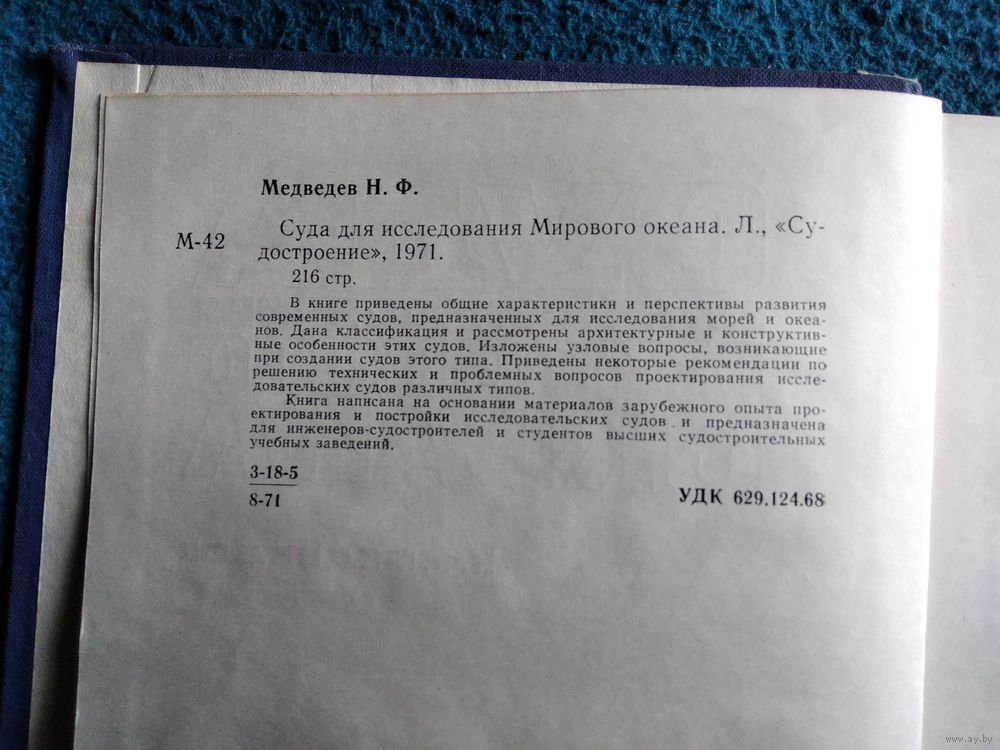 Медведев Н. Ф.
М-42
Суда для исследования Мирового океана. Л., «Су-
достроение», 1971.
216 стр.
В книге приведены общие характеристики и перспективы развития
современных судов, предназначенных для исследования морей и океа-
нов. Дана классификация и рассмотрены архитектурные и конструктив-
ные особенности этих судов. Изложены узловые вопросы, возникающие
при создании судов этого типа. Приведены некоторые рекомендации по
решению технических и проблемных вопросов проектирования иссле-
довательских судов различных типов.
Книга написана на основании материалов зарубежного опыта про-
ектирования и постройки исследовательских судов и предназначена
для инженеров-судостроителей и студентов высших судостроительных
учебных заведений.
3-18-5
8-71
УДК 629.124.68
www.ay.by